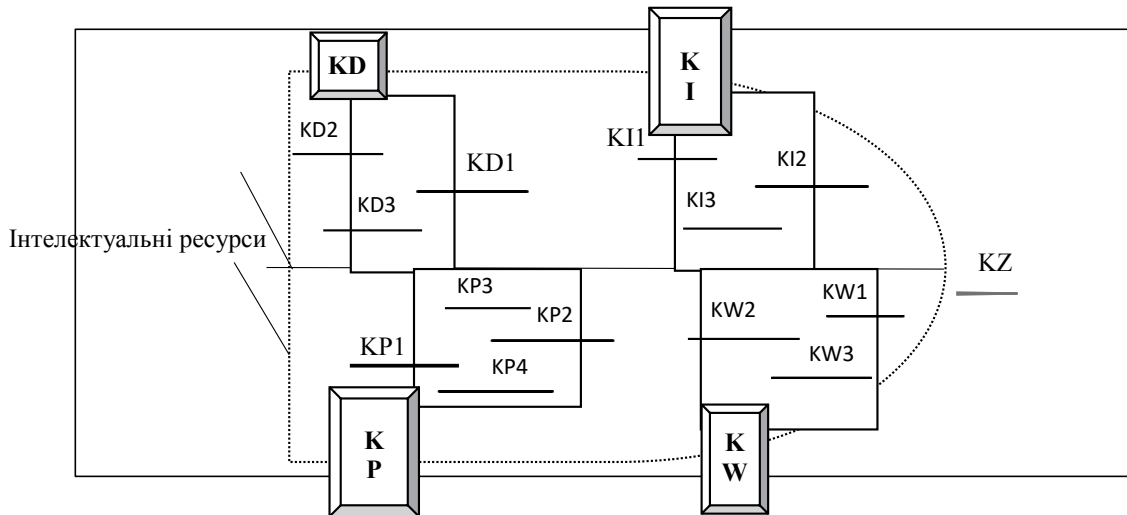 KD
K
I
KD2
KI1
KI2
KD1
KD3
KI3
Інтелектуальні ресурси
KZ
KP3
KP2
KW2
KW1
KP1
KP4
KW3
K
P
K
W